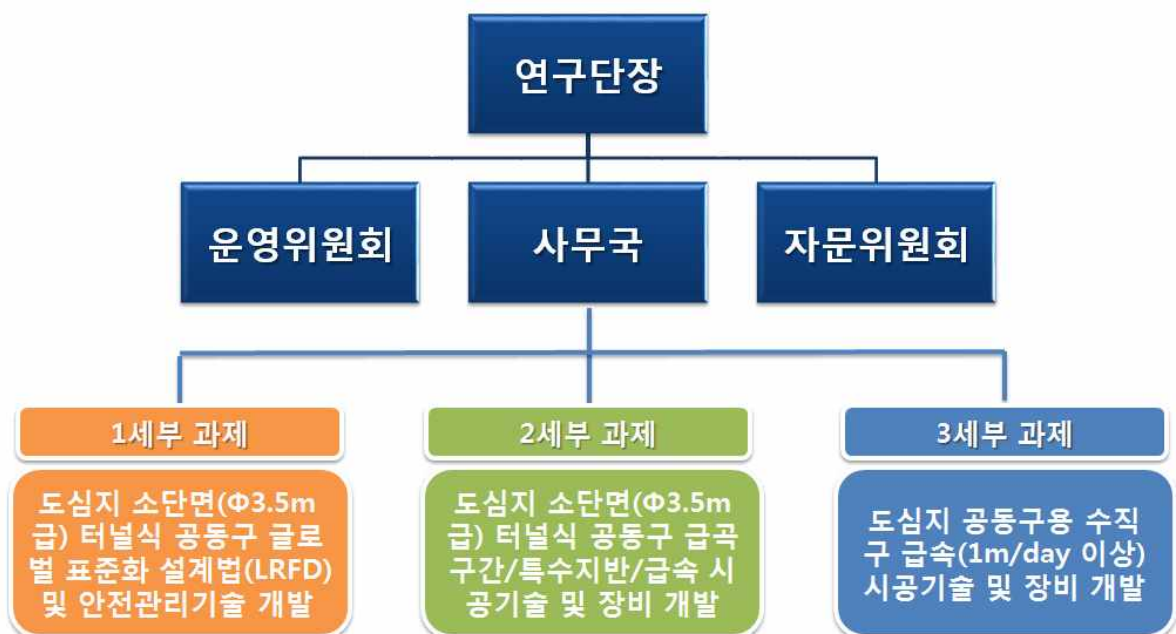 연구단장
운영위원회
사무국
자문위원회
1세부 과제
도심지 소단면(Φ3.5m
급) 터널식 공동구 글로
벌 표준화 설계법(LRFD)
및 안전관리기술 개발
2세부 과제
도심지 소단면(Φ3.5m
급) 터널식 공동구 급곡
구간/특수지반/급속 시
공기술 및 장비 개발
3세부 과제
도심지 공동구용 수직
구 급속(1m/day 이상)
시공기술 및 장비 개발